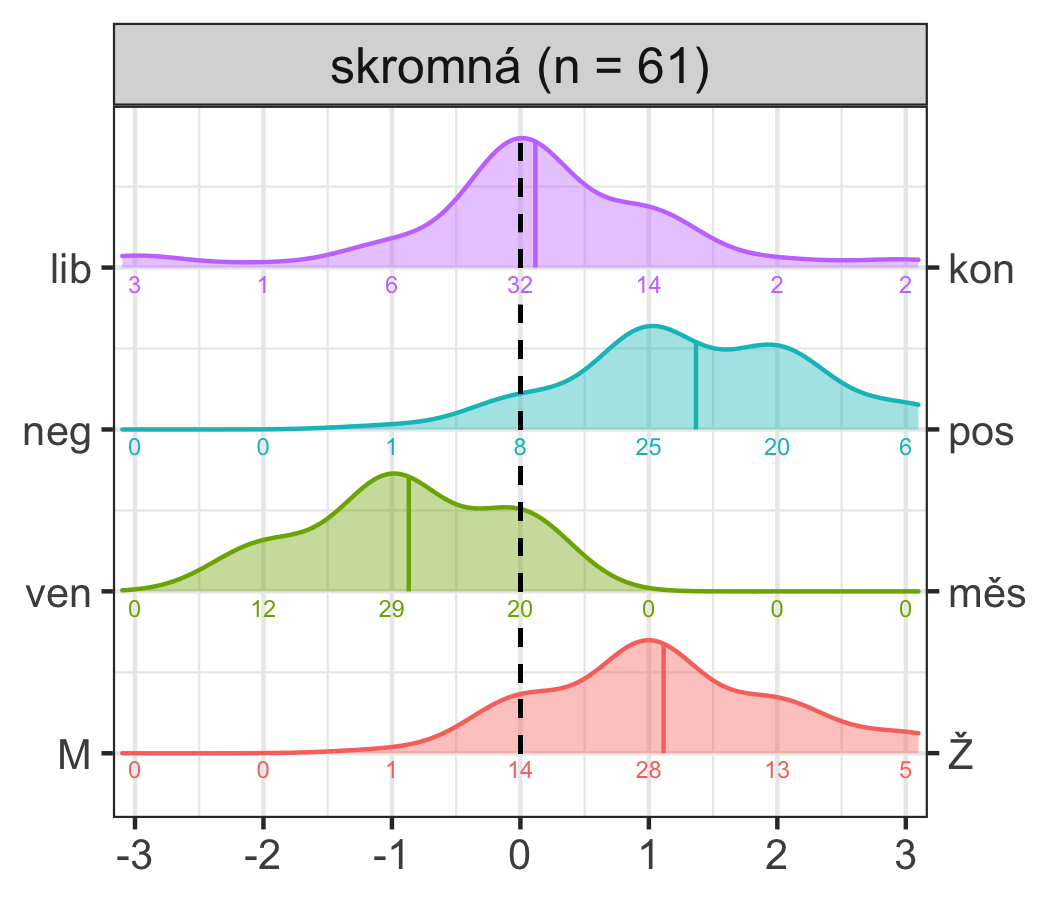 skromná (n = 61)
lib kon
3 1 6 32 14 2 2
neg pos
0 0 1 8 25 20 6
ven měs
0 12 29 20 0 0 0
M Ž
0 0 1 14 28 13 5
-3 -2 -1 0 1 2 3